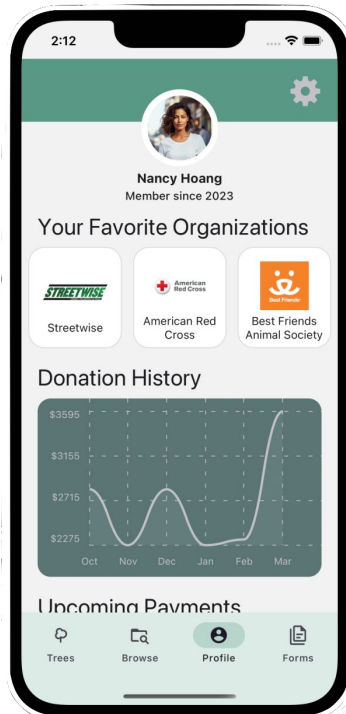 2:12
Nancy Hoang
Member since 2023
Your Favorite Organizations
STREETWISE
American
Red Cross
Best Friends
Streetwise
American Red
Cross
Best Friends
Animal Society
Donation History
$3595
$3155
$2715
$2275
Oct Nov Dec Jan Feb Mar
Upcoming Payments
Trees Browse Profile Forms